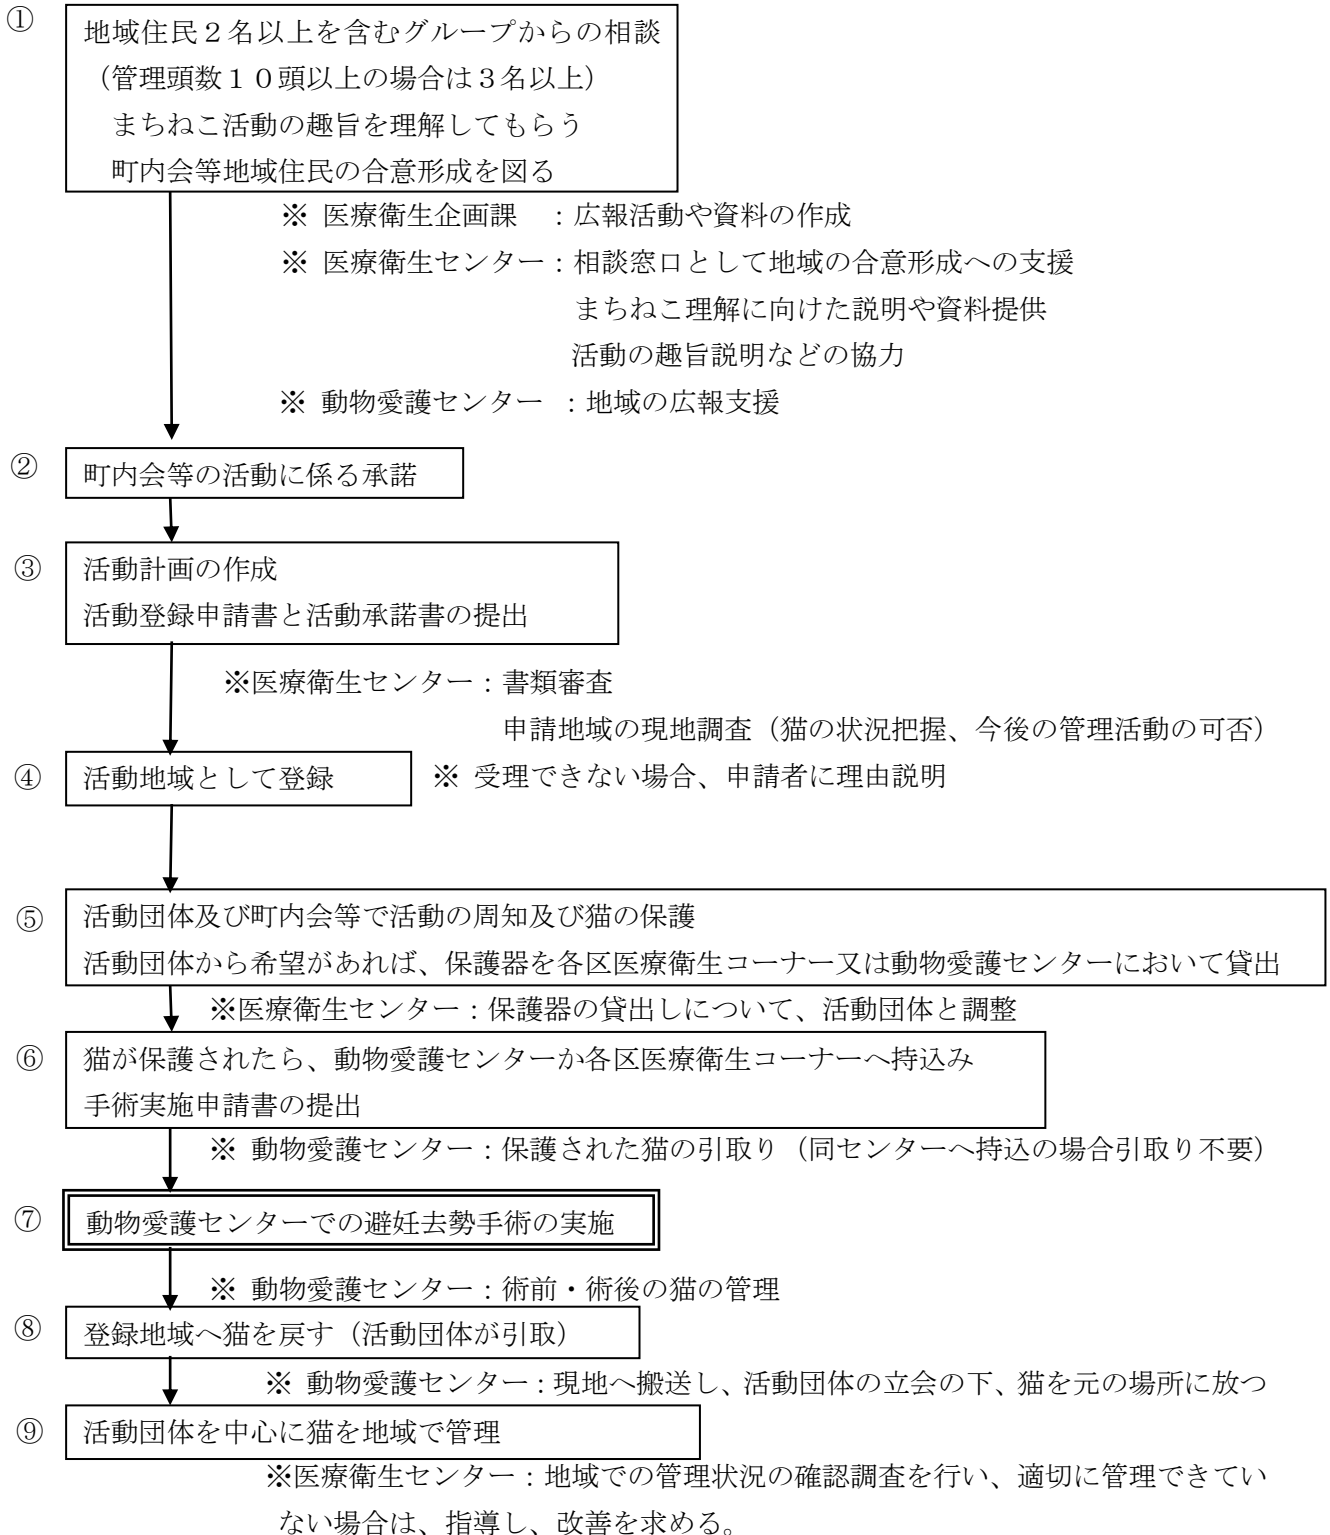 ①
地域住民２名以上を含むグループからの相談
（管理頭数１０頭以上の場合は３名以上）
まちねこ活動の趣旨を理解してもらう
町内会等地域住民の合意形成を図る
※ 医療衛生企画課　：広報活動や資料の作成
※ 医療衛生センター：相談窓口として地域の合意形成への支援
まちねこ理解に向けた説明や資料提供
活動の趣旨説明などの協力
※ 動物愛護センター ：地域の広報支援
② 町内会等の活動に係る承諾
③ 活動計画の作成
活動登録申請書と活動承諾書の提出
※医療衛生センター：書類審査
申請地域の現地調査（猫の状況把握、今後の管理活動の可否）
④ 活動地域として登録 ※ 受理できない場合、申請者に理由説明
⑤ 活動団体及び町内会等で活動の周知及び猫の保護
活動団体から希望があれば、保護器を各区医療衛生コーナー又は動物愛護センターにおいて貸出
※医療衛生センター：保護器の貸出しについて、活動団体と調整
⑥ 猫が保護されたら、動物愛護センターか各区医療衛生コーナーへ持込み
手術実施申請書の提出
※ 動物愛護センター：保護された猫の引取り（同センターへ持込の場合引取り不要）
⑦ 動物愛護センターでの避妊去勢手術の実施
※ 動物愛護センター：術前・術後の猫の管理
⑧ 登録地域へ猫を戻す（活動団体が引取）
※ 動物愛護センター：現地へ搬送し、活動団体の立会の下、猫を元の場所に放つ
⑨ 活動団体を中心に猫を地域で管理
※医療衛生センター：地域での管理状況の確認調査を行い、適切に管理できてい
ない場合は、指導し、改善を求める。